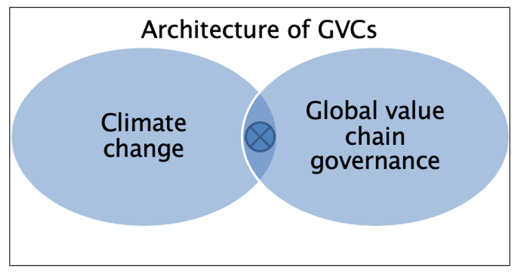 Architecture of GVCs
Climate
change
Global value
chain
governance